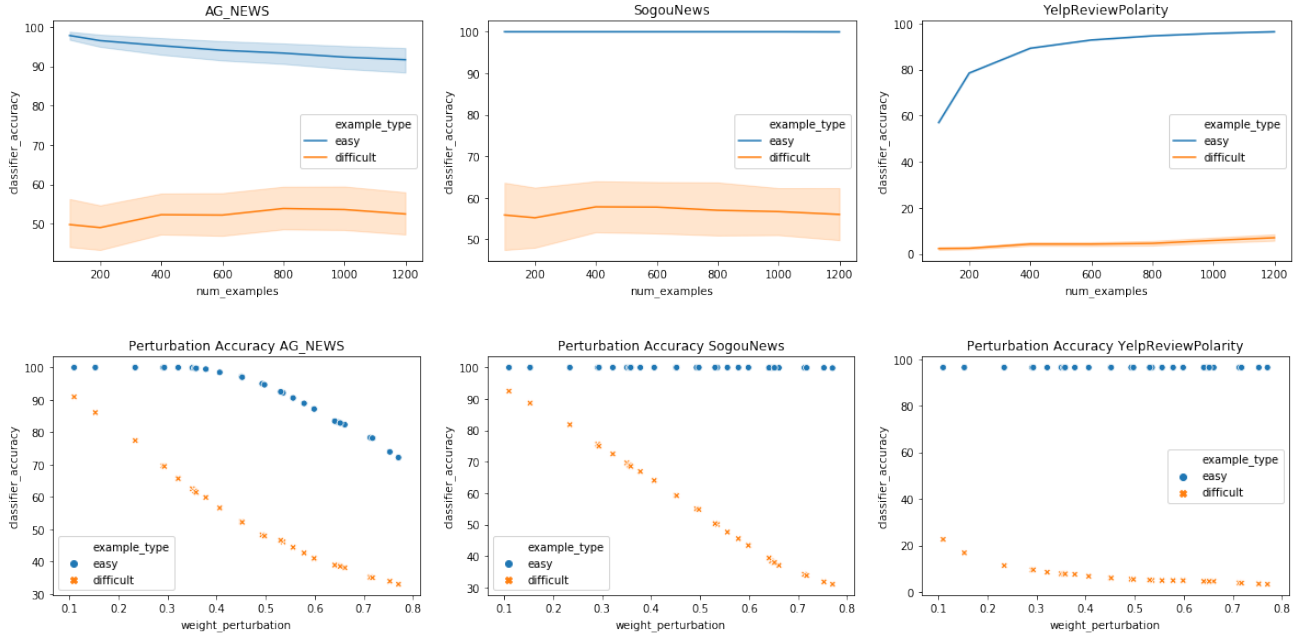 AG_NEWS
classifier_accuracy
100
90
80
70
60
50
example_type
easy
difficult
200
400
600
800
1000
1200
num_examples
SogouNews
classifier_accuracy
100
90
80
70
60
50
example_type
easy
difficult
200
400
600
800
1000
1200
num_examples
YelpReviewPolarity
classifier_accuracy
100
80
60
40
20
0
example_type
easy
difficult
200
400
600
800
1000
1200
num_examples
Perturbation Accuracy AG_NEWS
classifier_accuracy
100
90
80
70
60
50
40
30
example_type
easy
difficult
0.1
0.2
0.3
0.4
0.5
0.6
0.7
0.8
weight_perturbation
Perturbation Accuracy SogouNews
classifier_accuracy
100
90
80
70
60
50
40
30
example_type
easy
difficult
0.1
0.2
0.3
0.4
0.5
0.6
0.7
0.8
weight_perturbation
Perturbation Accuracy YelpReviewPolarity
classifier_accuracy
100
80
60
40
20
0
example_type
easy
difficult
0.1
0.2
0.3
0.4
0.5
0.6
0.7
0.8
weight_perturbation